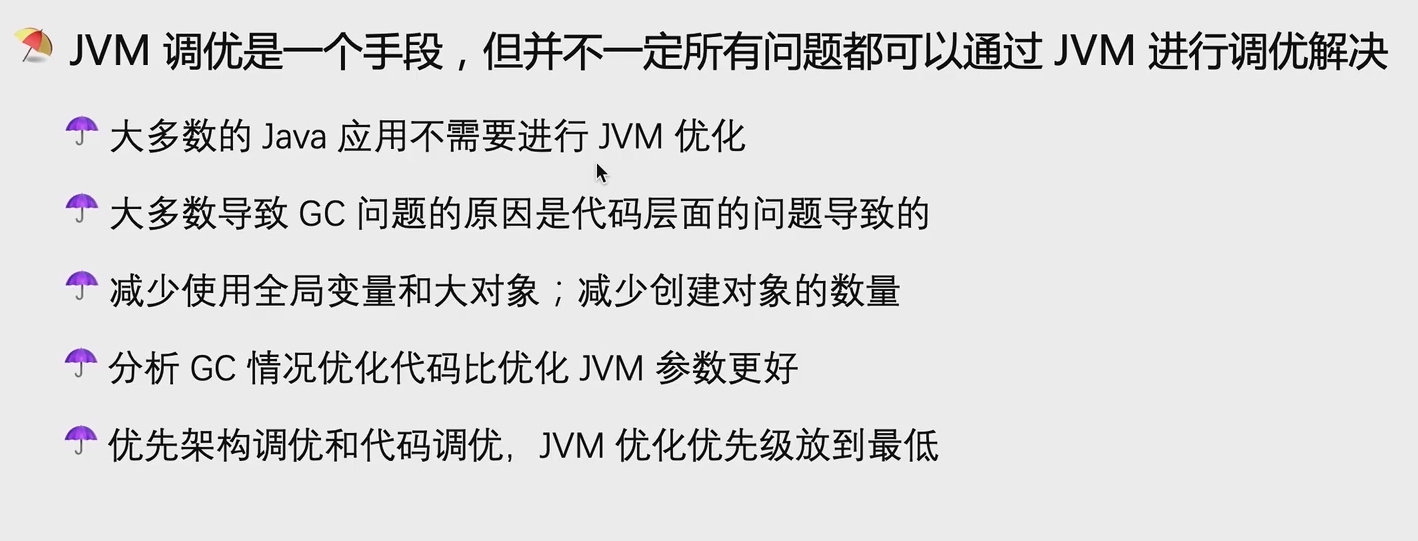 JVM 调优是一个手段，但并不一定所有问题都可以通过 JVM 进行调优解决
大多数的 Java 应用不需要进行 JVM 优化
大多数导致 GC 问题的原因是代码层面的问题导致的
减少使用全局变量和大对象；减少创建对象的数量
分析 GC 情况优化代码比优化 JVM 参数更好
优先架构调优和代码调优，JVM 优化优先级放到最低